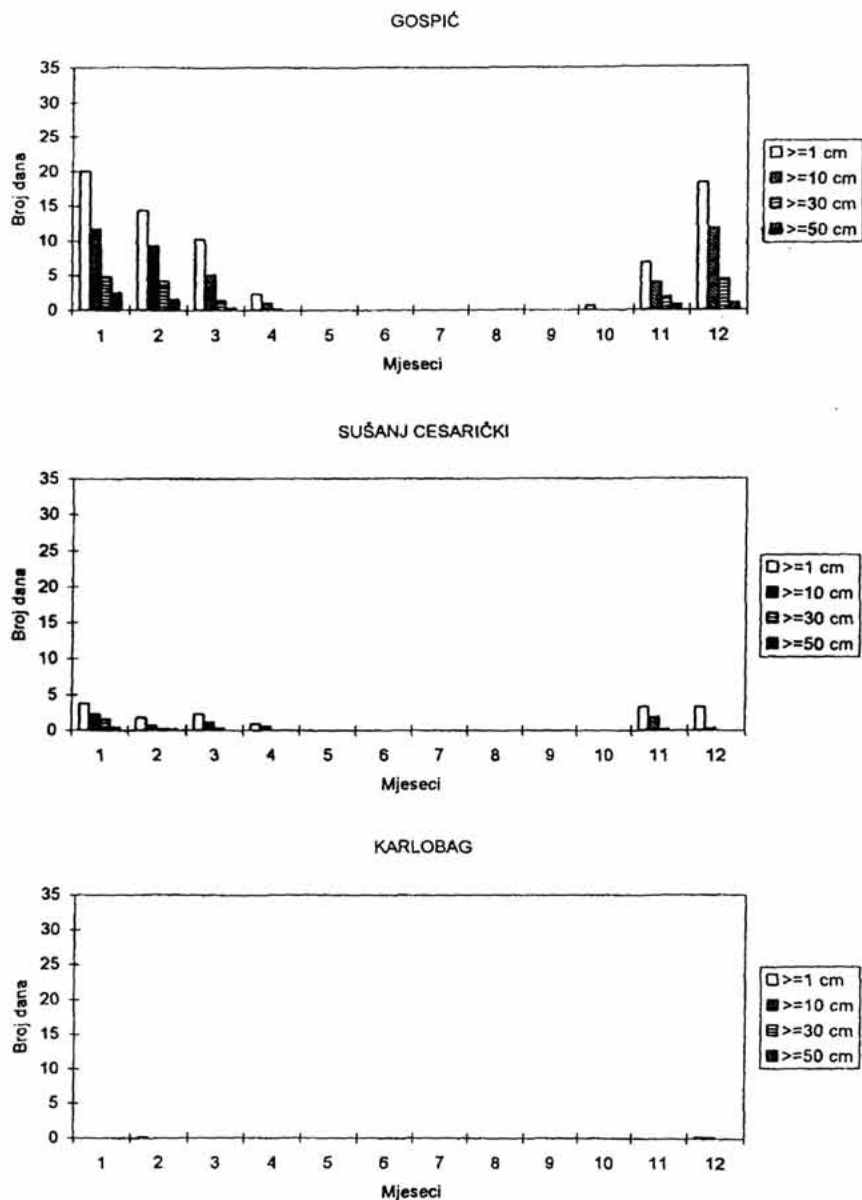 GOSPIĆ
35
30
25
20
15
10
5
0
Broj dana
1 2 3 4 5 6 7 8 9 10 11 12
Mjeseci
>=1 cm
>=10 cm
>=30 cm
>=50 cm
SUŠANJ CESARIČKI
35
30
25
20
15
10
5
0
Broj dana
1 2 3 4 5 6 7 8 9 10 11 12
Mjeseci
>=1 cm
>=10 cm
>=30 cm
>=50 cm
KARLOBAG
35
30
25
20
15
10
5
0
Broj dana
1 2 3 4 5 6 7 8 9 10 11 12
Mjeseci
>=1 cm
>=10 cm
>=30 cm
>=50 cm